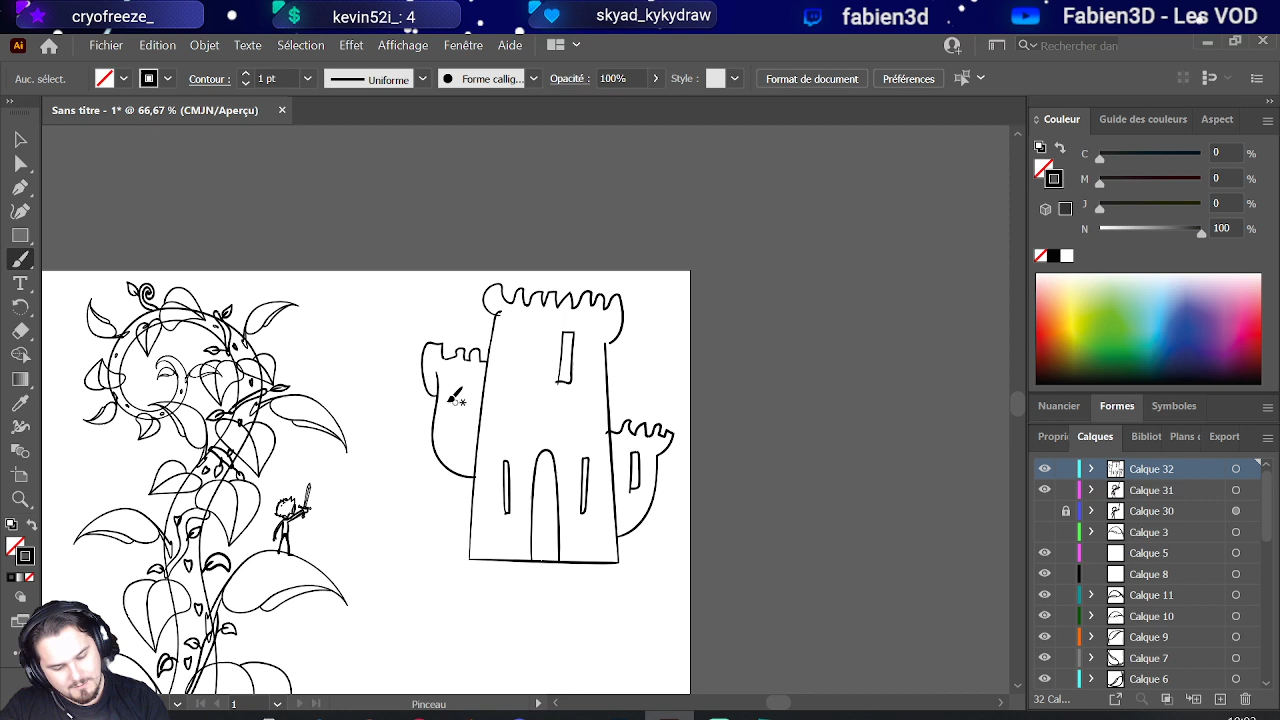 cryofreeze_ kevin52i_: 4 skyad_kykydraw fabien3d Fabien3D - Les VOD
Ai Fichier Edition Objet Texte Sélection Effet Affichage Fenêtre Aide Rechercher dan
Auc. sélect. Contour : 1 pt Uniforme Forme callig... Opacité : 100% Style : Format de document Préférences
Sans titre - 1* @ 66,67 % (CMJN/Aperçu)
Couleur Guide des couleurs Aspect
C 0 %
M 0 %
J 0 %
N 100 %
Nuancier Formes Symboles
Propri Calques Bibliot Plans d Export
Calque 32
Calque 31
Calque 30
Calque 3
Calque 5
Calque 8
Calque 11
Calque 10
Calque 9
Calque 7
Calque 6
32 Cal...
1 Pinceau